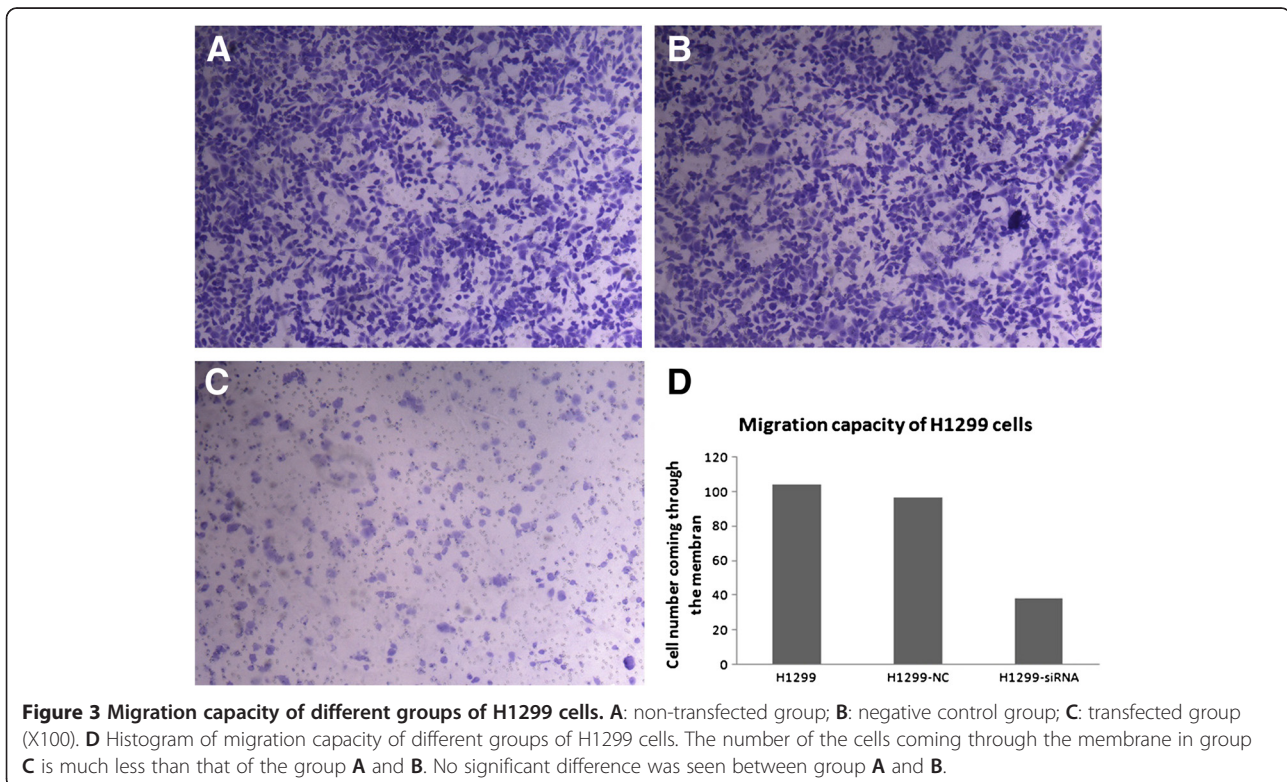 A
B
C
D
Migration capacity of H1299 cells
Cell number coming through
the membran
120
100
80
60
40
20
0
H1299
H1299-NC
H1299-siRNA
Figure 3 Migration capacity of different groups of H1299 cells. A: non-transfected group; B: negative control group; C: transfected group
(X100). D Histogram of migration capacity of different groups of H1299 cells. The number of the cells coming through the membrane in group
C is much less than that of the group A and B. No significant difference was seen between group A and B.